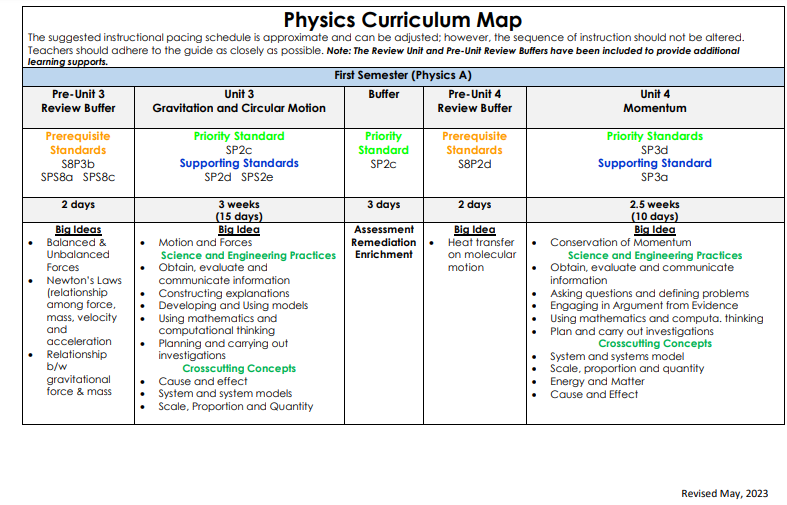 Physics Curriculum Map
The suggested instructional pacing schedule is approximate and can be adjusted; however, the sequence of instruction should not be altered.
Teachers should adhere to the guide as closely as possible. Note: The Review Unit and Pre-Unit Review Buffers have been included to provide additional
learning supports.
First Semester (Physics A)
Pre-Unit 3
Review Buffer
Unit 3
Gravitation and Circular Motion
Buffer
Pre-Unit 4
Review Buffer
Unit 4
Momentum
Prerequisite
Standards
S8P3b
SPS8a SPS8c
Priority Standard
SP2c
Supporting Standards
SP2d SPS2e
Priority
Standard
SP2c
Prerequisite
Standards
S8P2d
Priority Standards
SP3d
Supporting Standard
SP3a
2 days
3 weeks
(15 days)
3 days
2 days
2.5 weeks
(10 days)
Big Ideas
• Balanced &
Unbalanced
Forces
• Newton's Laws
(relationship
among force,
mass, velocity
and
acceleration
• Relationship
b/w
gravitational
force & mass
Big Idea
• Motion and Forces
Science and Engineering Practices
• Obtain, evaluate and
communicate information
• Constructing explanations
• Developing and Using models
• Using mathematics and
computational thinking
• Planning and carrying out
investigations
Crosscutting Concepts
• Cause and effect
• System and system models
• Scale, Proportion and Quantity
Assessment
Remediation
Enrichment
Big Idea
• Heat transfer
on molecular
motion
Big Idea
• Conservation of Momentum
Science and Engineering Practices
• Obtain, evaluate and communicate
information
• Asking questions and defining problems
• Engaging in Argument from Evidence
• Using mathematics and computa. thinking
• Plan and carry out investigations
Crosscutting Concepts
• System and systems model
• Scale, proportion and quantity
• Energy and Matter
• Cause and Effect
Revised May, 2023